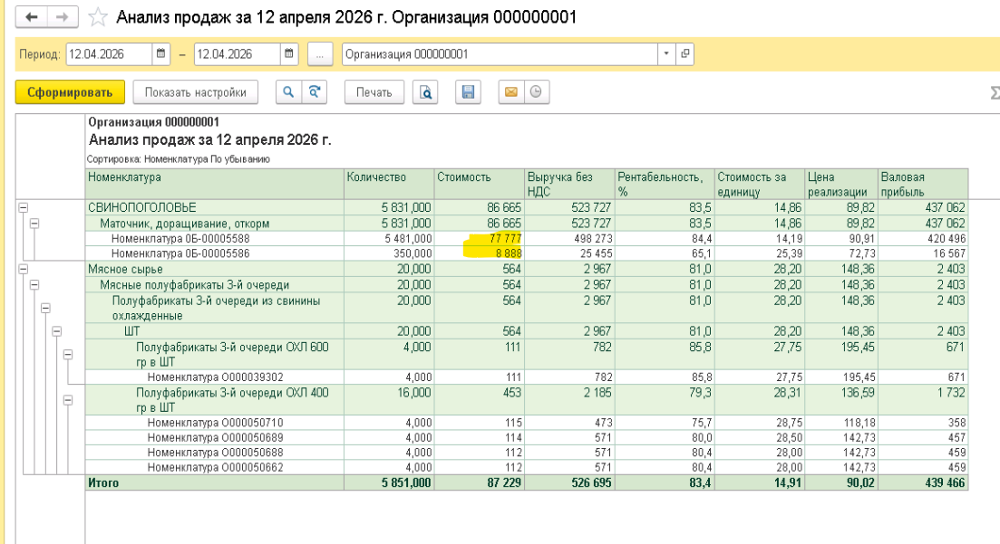 Анализ продаж за 12 апреля 2026 г. Организация 000000001
Период: 12.04.2026 – 12.04.2026 ... Организация 000000001
Сформировать Показать настройки Печать Σ
Организация 000000001
Анализ продаж за 12 апреля 2026 г.
Сортировка: Номенклатура По убыванию
Номенклатура Количество Стоимость Выручка без НДС Рентабельность, % Стоимость за единицу Цена реализации Валовая прибыль
СВИНОПОГОЛОВЬЕ 5 831,000 86 665 523 727 83,5 14,86 89,82 437 062
Маточник, доращивание, откорм 5 831,000 86 665 523 727 83,5 14,86 89,82 437 062
Номенклатура 0Б-00005588 5 481,000 77 777 498 273 84,4 14,19 90,91 420 496
Номенклатура 0Б-00005586 350,000 8 888 25 455 65,1 25,39 72,73 16 567
Мясное сырье 20,000 564 2 967 81,0 28,20 148,36 2 403
Мясные полуфабрикаты 3-й очереди 20,000 564 2 967 81,0 28,20 148,36 2 403
Полуфабрикаты 3-й очереди из свинины охлажденные 20,000 564 2 967 81,0 28,20 148,36 2 403
ШТ 20,000 564 2 967 81,0 28,20 148,36 2 403
Полуфабрикаты 3-й очереди ОХЛ 600 гр в ШТ 4,000 111 782 85,8 27,75 195,45 671
Номенклатура О000039302 4,000 111 782 85,8 27,75 195,45 671
Полуфабрикаты 3-й очереди ОХЛ 400 гр в ШТ 16,000 453 2 185 79,3 28,31 136,59 1 732
Номенклатура О000050710 4,000 115 473 75,7 28,75 118,18 358
Номенклатура О000050689 4,000 114 571 80,0 28,50 142,73 457
Номенклатура О000050688 4,000 112 571 80,4 28,00 142,73 459
Номенклатура О000050662 4,000 112 571 80,4 28,00 142,73 459
Итого 5 851,000 87 229 526 695 83,4 14,91 90,02 439 466